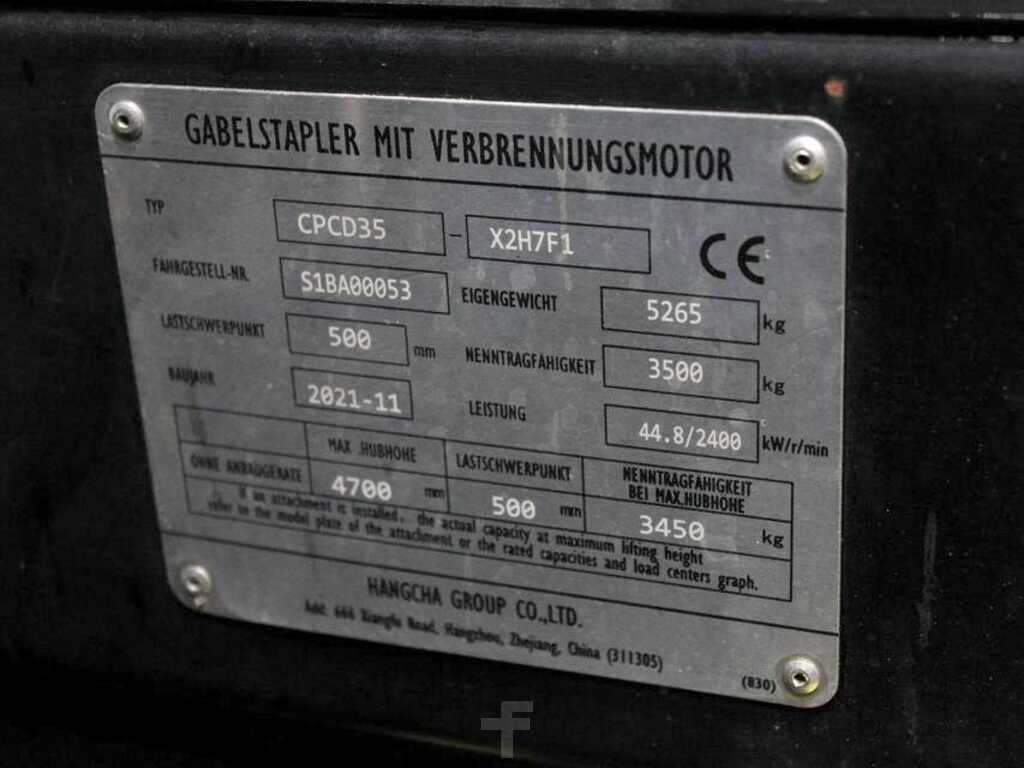 GABELSTAPLER MIT VERBRENNUNGSMOTOR
TYP CPCD35 - X2H7F1 CE
FAHRGESTELL-NR. S1BA00053 EIGENGEWICHT 5265 kg
LASTSCHWERPUNKT 500 mm NENNTRAGFÄHIGKEIT 3500 kg
BAUJAHR 2021-11 LEISTUNG 44.8/2400 kW/r/min
MAX .HUBHÖHE LASTSCHWERPUNKT NENNTRAGFÄHIGKEIT
BEI MAX.HUBHÖHE
OHNE ANBAUGERÄTE 4700 mm 500 mm 3450 kg
If an attachment is installed, the actual capacity at maximum lifting height
refer to the model plate of the attachment or the rated capacities and load centers graph.
HANGCHA GROUP CO.,LTD.
Add: 666 Xiangfu Road, Hangzhou, Zhejiang, China (311305)
(830)